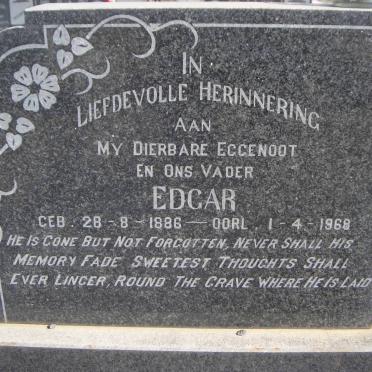 IN
LIEFDEVOLLE HERINNERING
AAN
MY DIERBARE EGGENOOT
EN ONS VADER
EDGAR
GEB. 28-8-1886 — OORL 1-4-1968
HE IS GONE BUT NOT FORGOTTEN, NEVER SHALL HIS
MEMORY FADE SWEETEST THOUGHTS SHALL
EVER LINGER, ROUND THE GRAVE WHERE HE IS LAID